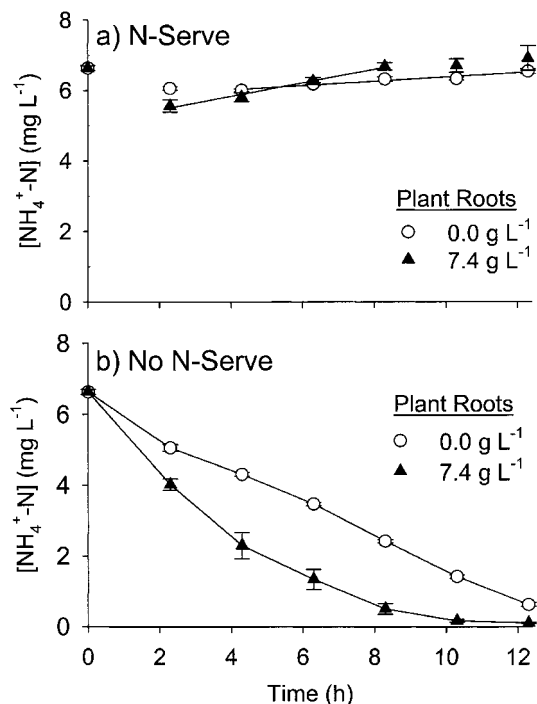 a) N-Serve
8
6
4
2
0
[NH₄⁺-N] (mg L⁻¹)
Plant Roots
0.0 g L⁻¹
7.4 g L⁻¹
b) No N-Serve
8
6
4
2
0
[NH₄⁺-N] (mg L⁻¹)
Plant Roots
0.0 g L⁻¹
7.4 g L⁻¹
0 2 4 6 8 10 12
Time (h)